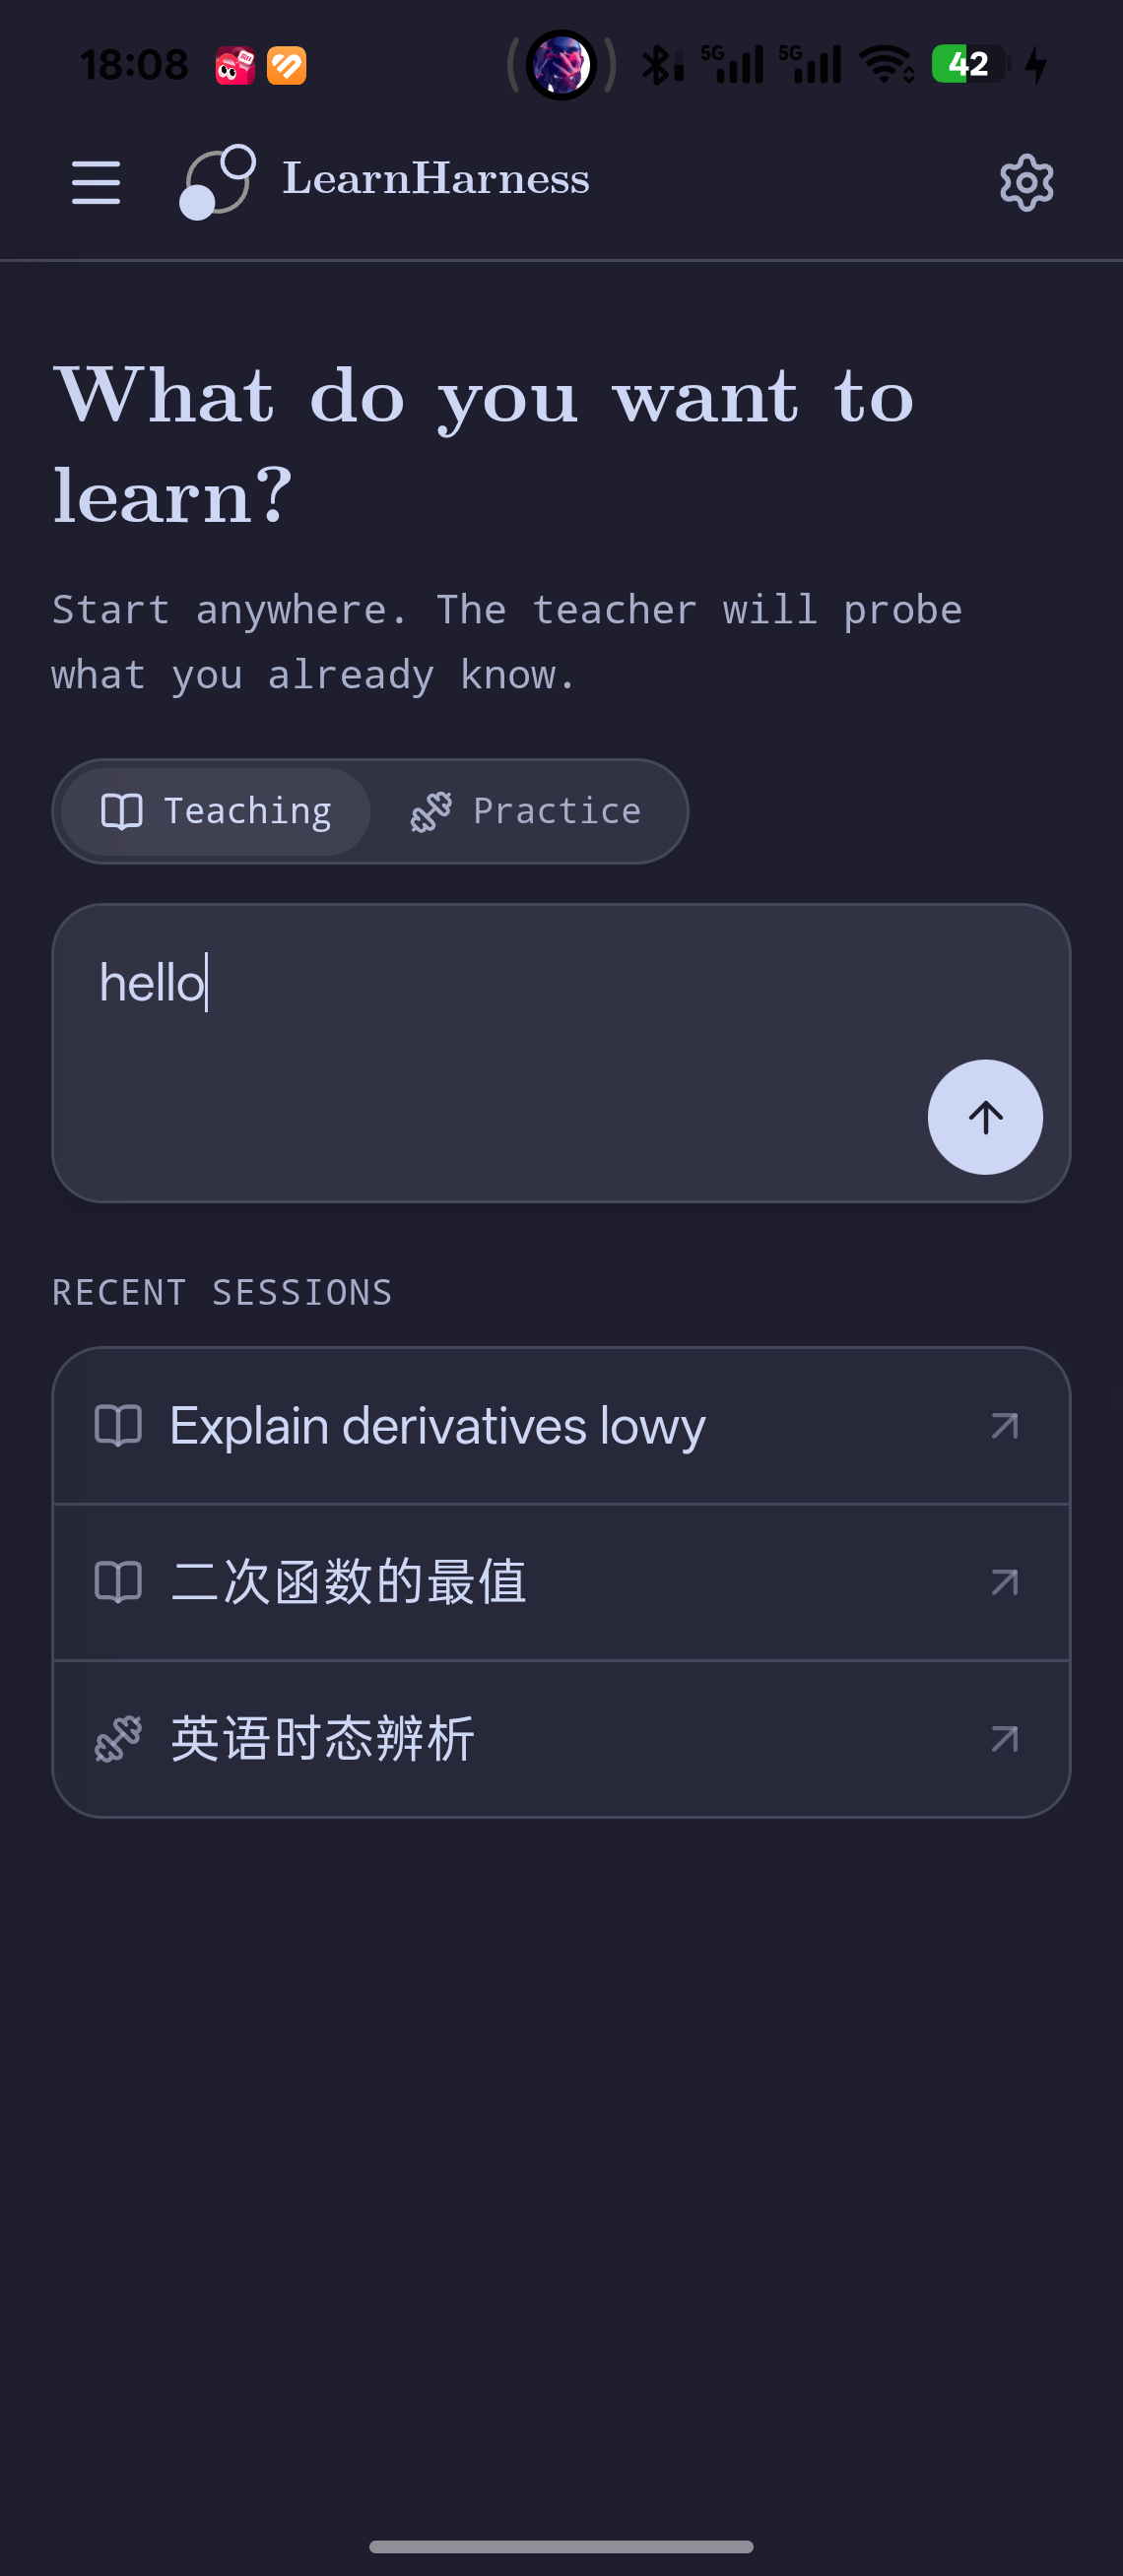 18:08
5G 5G 42
LearnHarness
What do you want to
learn?
Start anywhere. The teacher will probe
what you already know.
Teaching Practice
hello
RECENT SESSIONS
Explain derivatives lowy
二次函数的最值
英语时态辨析